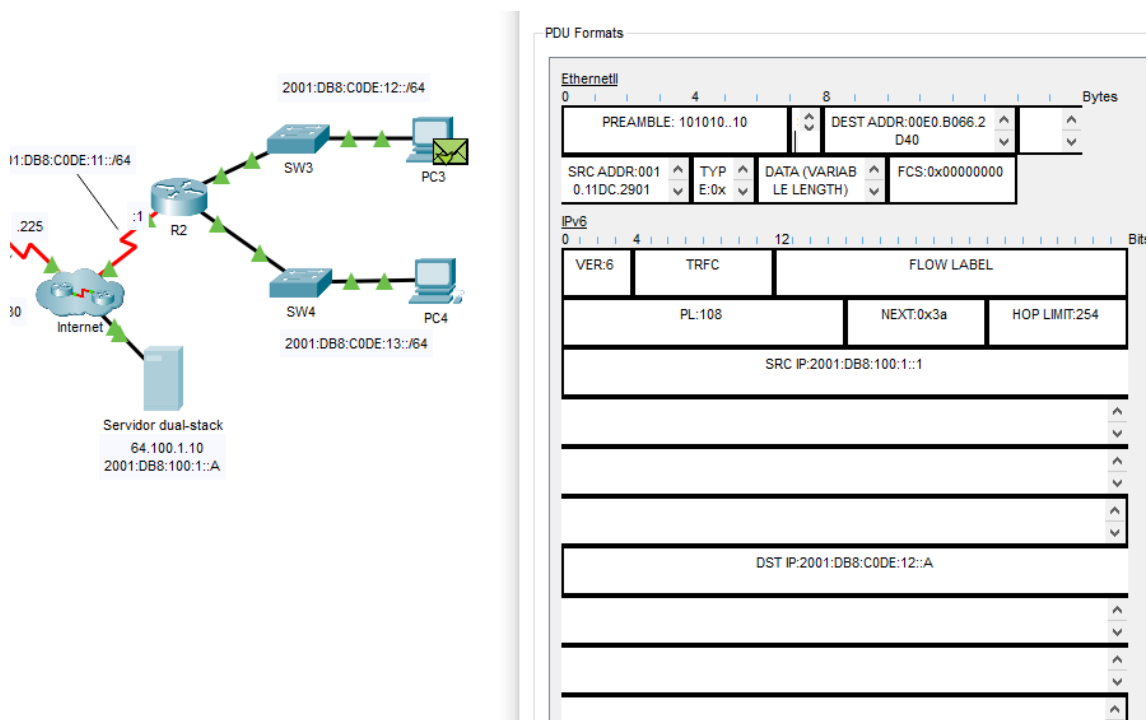 PDU Formats
EthernetII
0 4 8 Bytes
PREAMBLE: 101010..10
DEST ADDR:00E0.B066.2
D40
SRC ADDR:001
0.11DC.2901
TYP
E:0x
DATA (VARIAB
LE LENGTH)
FCS:0x00000000
IPv6
0 4 12 Bits
VER:6
TRFC
FLOW LABEL
PL:108
NEXT:0x3a
HOP LIMIT:254
SRC IP:2001:DB8:100:1::1
DST IP:2001:DB8:C0DE:12::A
2001:DB8:C0DE:12::/64
SW3
PC3
01:DB8:C0DE:11::/64
.225
:1
R2
30
Internet
SW4
PC4
2001:DB8:C0DE:13::/64
Servidor dual-stack
64.100.1.10
2001:DB8:100:1::A